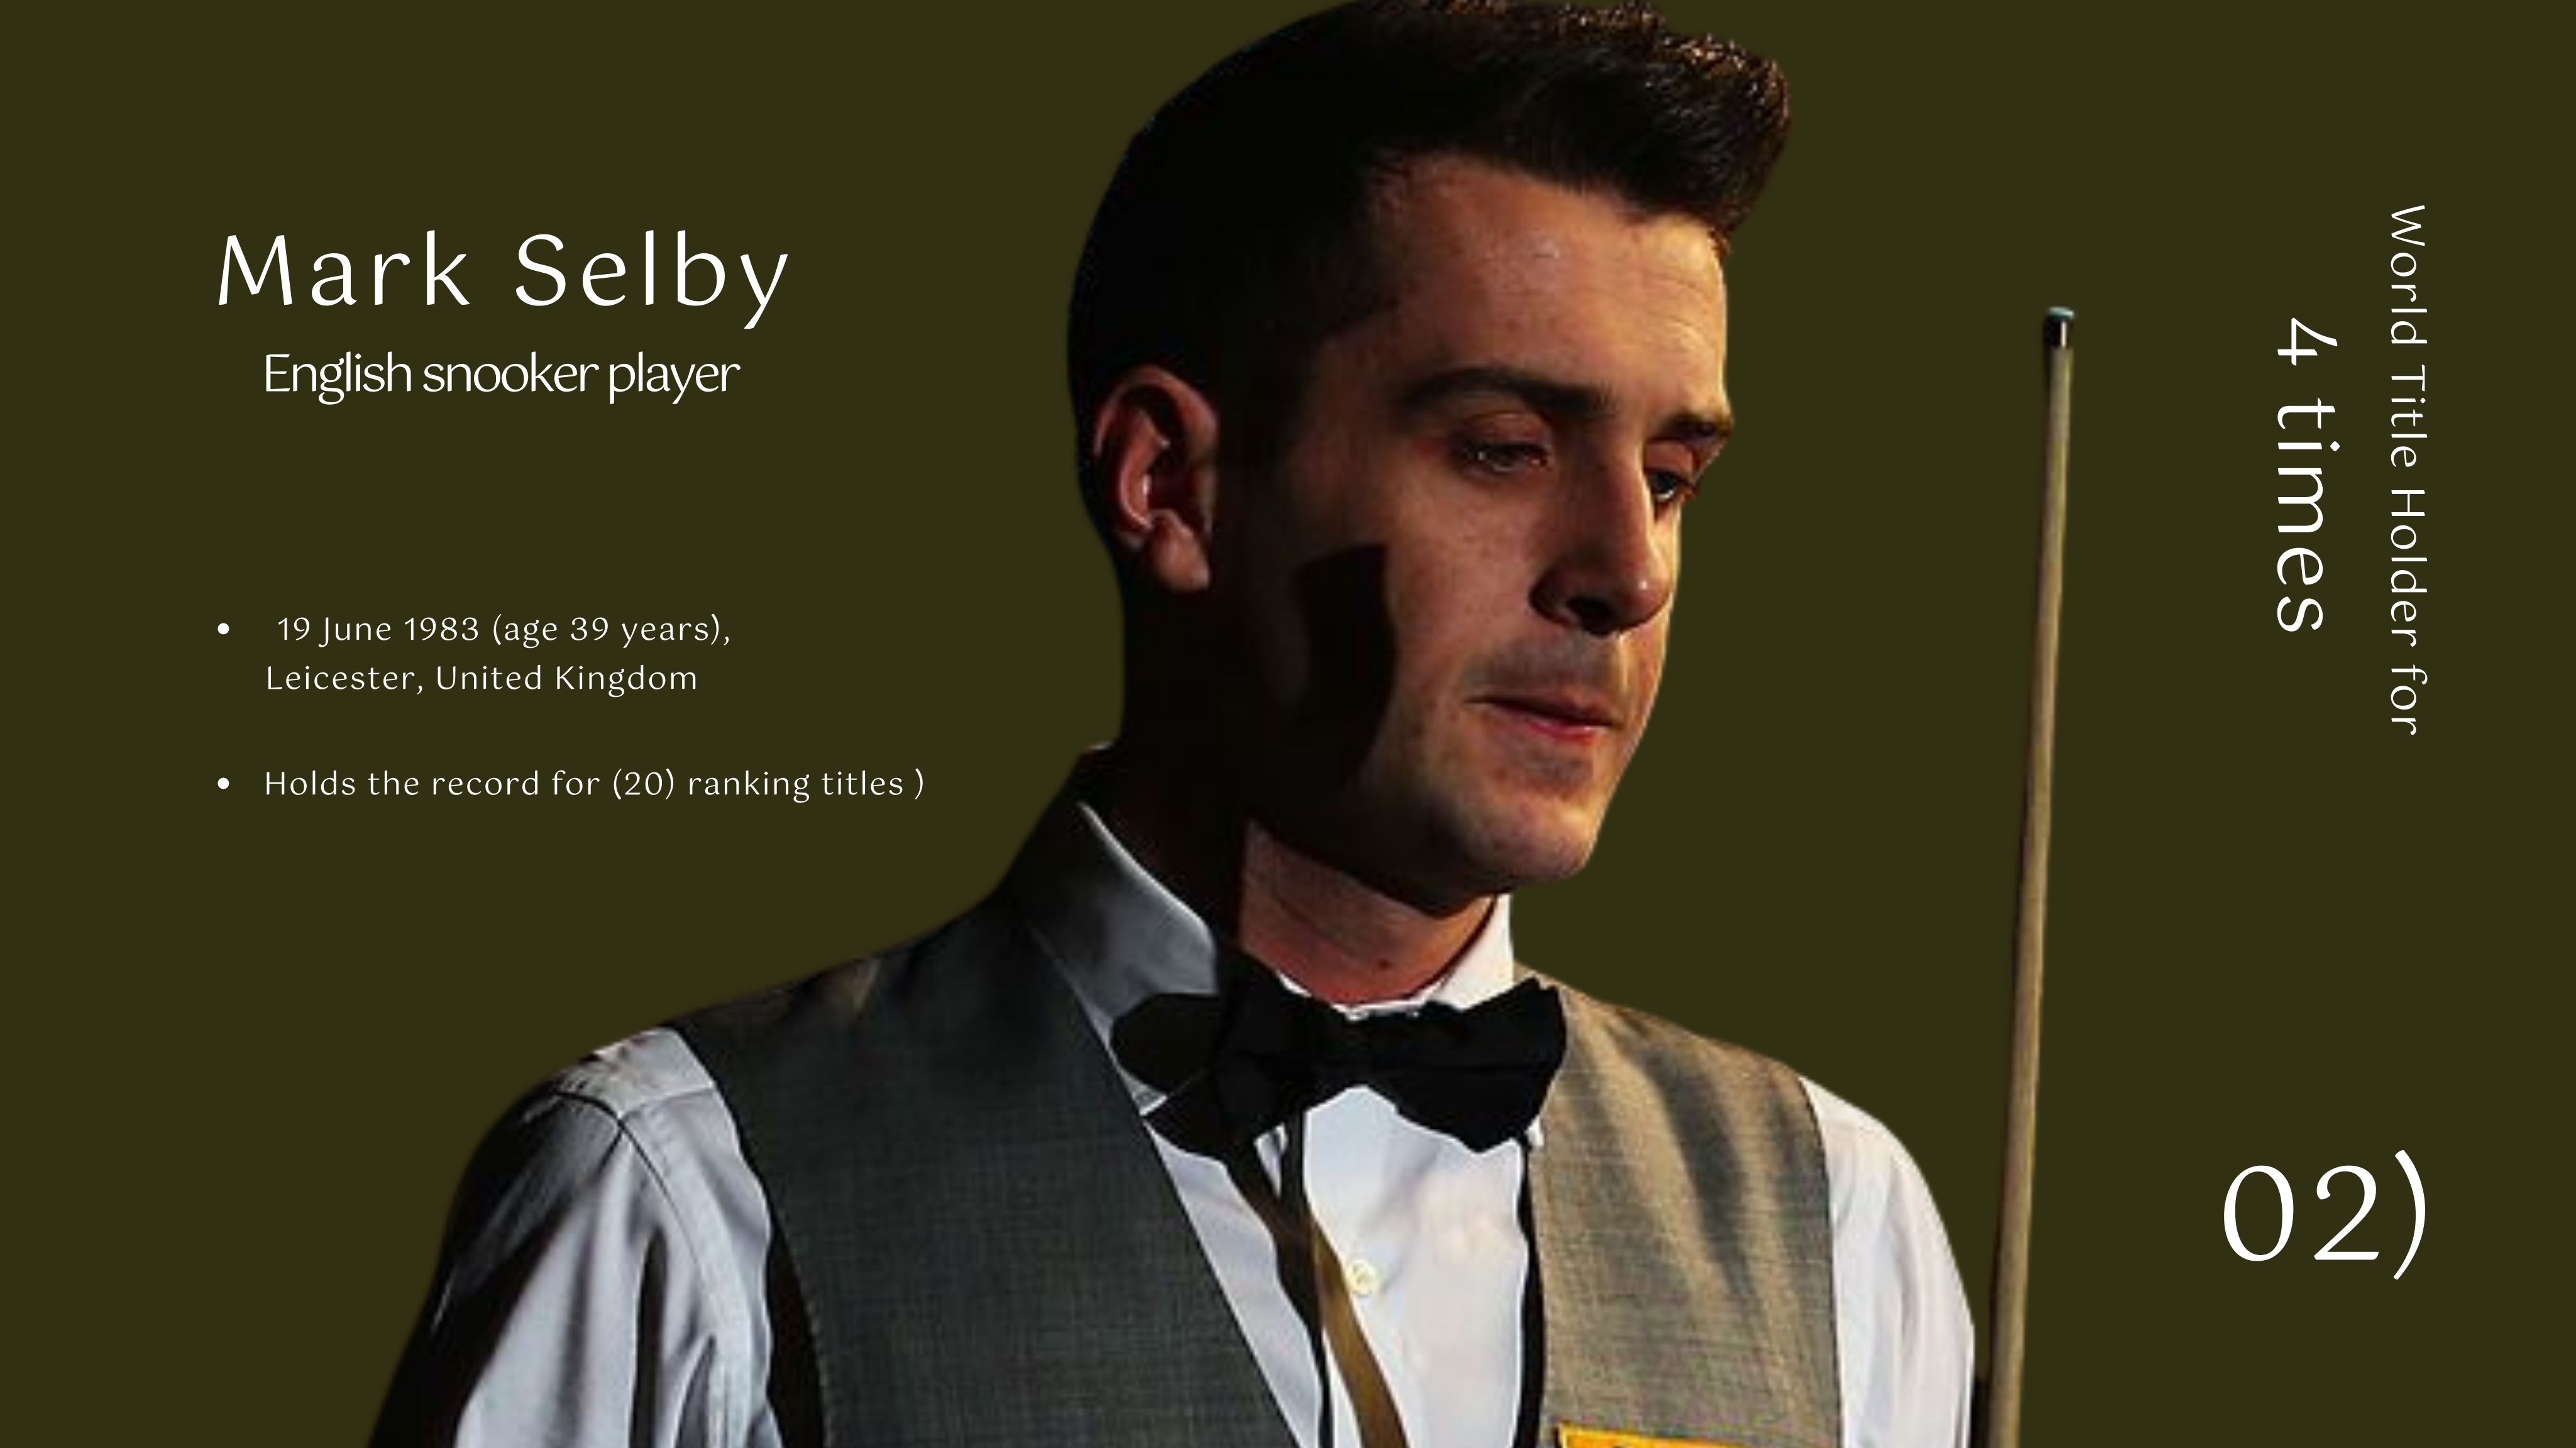 Mark Selby
English snooker player
• 19 June 1983 (age 39 years),
Leicester, United Kingdom
• Holds the record for (20) ranking titles )
World Title Holder for
4 times
02)